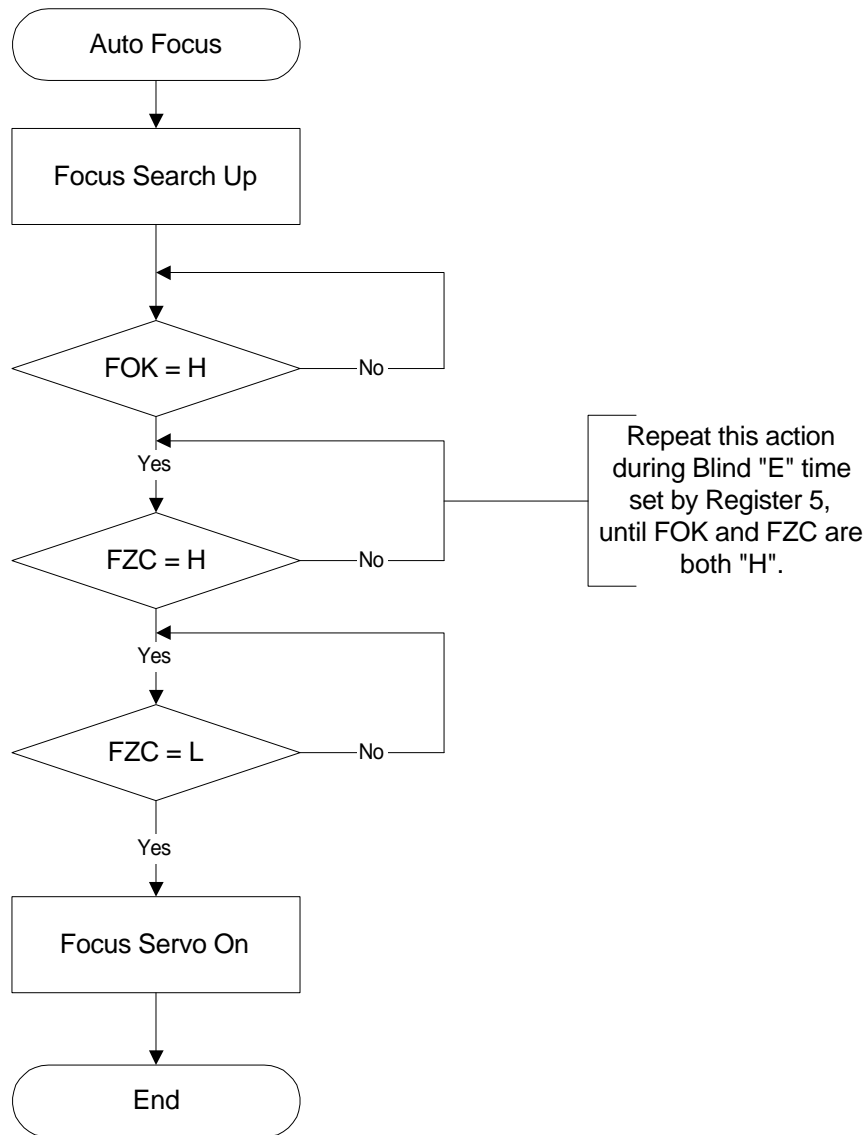 Auto Focus
Focus Search Up
FOK = H
No
Yes
Repeat this action
during Blind "E" time
set by Register 5,
until FOK and FZC are
both "H".
FZC = H
No
Yes
FZC = L
No
Yes
Focus Servo On
End